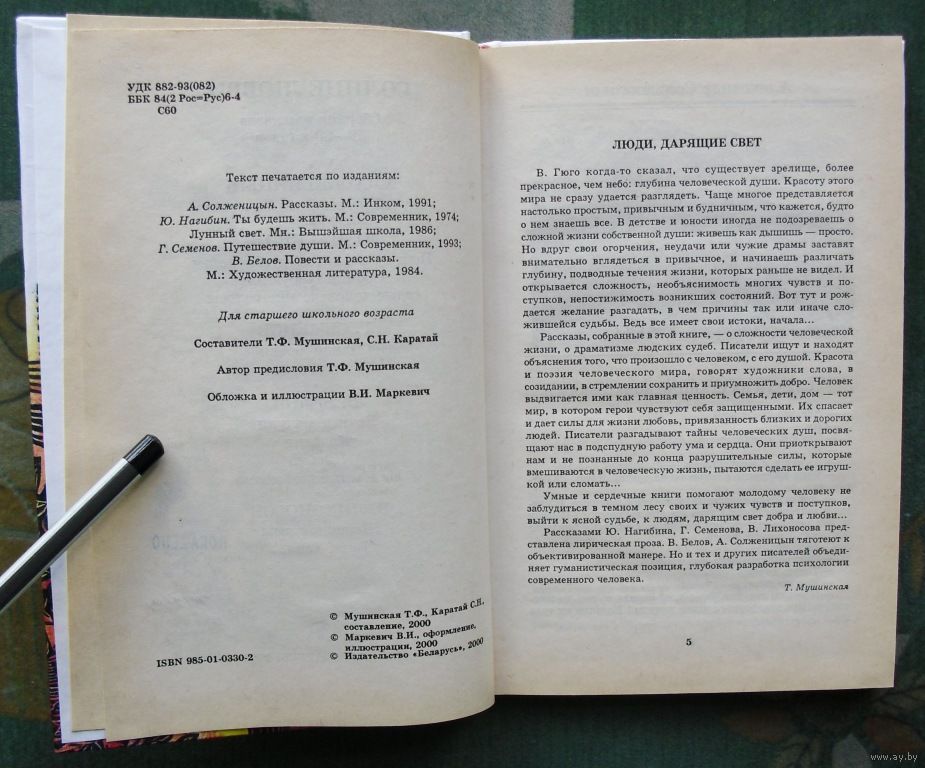 УДК 882-93(082)
ББК 84(2 Рос=Рус)6-4
С60
Текст печатается по изданиям:
А. Солженицын. Рассказы. М.: Инком, 1991;
Ю. Нагибин. Ты будешь жить. М.: Современник, 1974;
Лунный свет. Мн.: Вышэйшая школа, 1986;
Г. Семенов. Путешествие души. М.: Современник, 1993;
В. Белов. Повести и рассказы.
М.: Художественная литература, 1984.
Для старшего школьного возраста
Составители Т.Ф. Мушинская, С.Н. Каратай
Автор предисловия Т.Ф. Мушинская
Обложка и иллюстрации В.И. Маркевич
© Мушинская Т.Ф., Каратай С.Н.,
составление, 2000
© Маркевич В.И., оформление,
иллюстрации, 2000
© Издательство «Беларусь», 2000
ISBN 985-01-0330-2
ЛЮДИ, ДАРЯЩИЕ СВЕТ
В. Гюго когда-то сказал, что существует зрелище, более
прекрасное, чем небо: глубина человеческой души. Красоту этого
мира не сразу удается разглядеть. Чаще многое представляется
настолько простым, привычным и будничным, что кажется, будто
о нем знаешь все. В детстве и юности иногда не подозреваешь о
сложной жизни собственной души: живешь как дышишь — просто.
Но вдруг свои огорчения, неудачи или чужие драмы заставят
внимательно вглядеться в привычное, и начинаешь различать
глубину, подводные течения жизни, которых раньше не видел. И
открывается сложность, необъяснимость многих чувств и по-
ступков, непостижимость возникших состояний. Вот тут и рож-
дается желание разгадать, в чем причины так или иначе сло-
жившейся судьбы. Ведь все имеет свои истоки, начала...
Рассказы, собранные в этой книге, — о сложности человеческой
жизни, о драматизме людских судеб. Писатели ищут и находят
объяснения того, что произошло с человеком, с его душой. Красота
и поэзия человеческого мира, говорят художники слова, в
созидании, в стремлении сохранить и приумножить добро. Человек
выдвигается ими как главная ценность. Семья, дети, дом — тот
мир, в котором герои чувствуют себя защищенными. Их спасает
и дает силы для жизни любовь, привязанность близких и дорогих
людей. Писатели разгадывают тайны человеческих душ, посвя-
щают нас в подспудную работу ума и сердца. Они приоткрывают
нам и не познанные до конца разрушительные силы, которые
вмешиваются в человеческую жизнь, пытаются сделать ее игруш-
кой или сломать...
Умные и сердечные книги помогают молодому человеку не
заблудиться в темном лесу своих и чужих чувств и поступков,
выйти к ясной судьбе, к людям, дарящим свет добра и любви...
Рассказами Ю. Нагибина, Г. Семенова, В. Лихоносова пред-
ставлена лирическая проза. В. Белов, А. Солженицын тяготеют к
объективированной манере. Но и тех и других писателей объеди-
няет гуманистическая позиция, глубокая разработка психологии
современного человека.
Т. Мушинская
5
www.ay.by